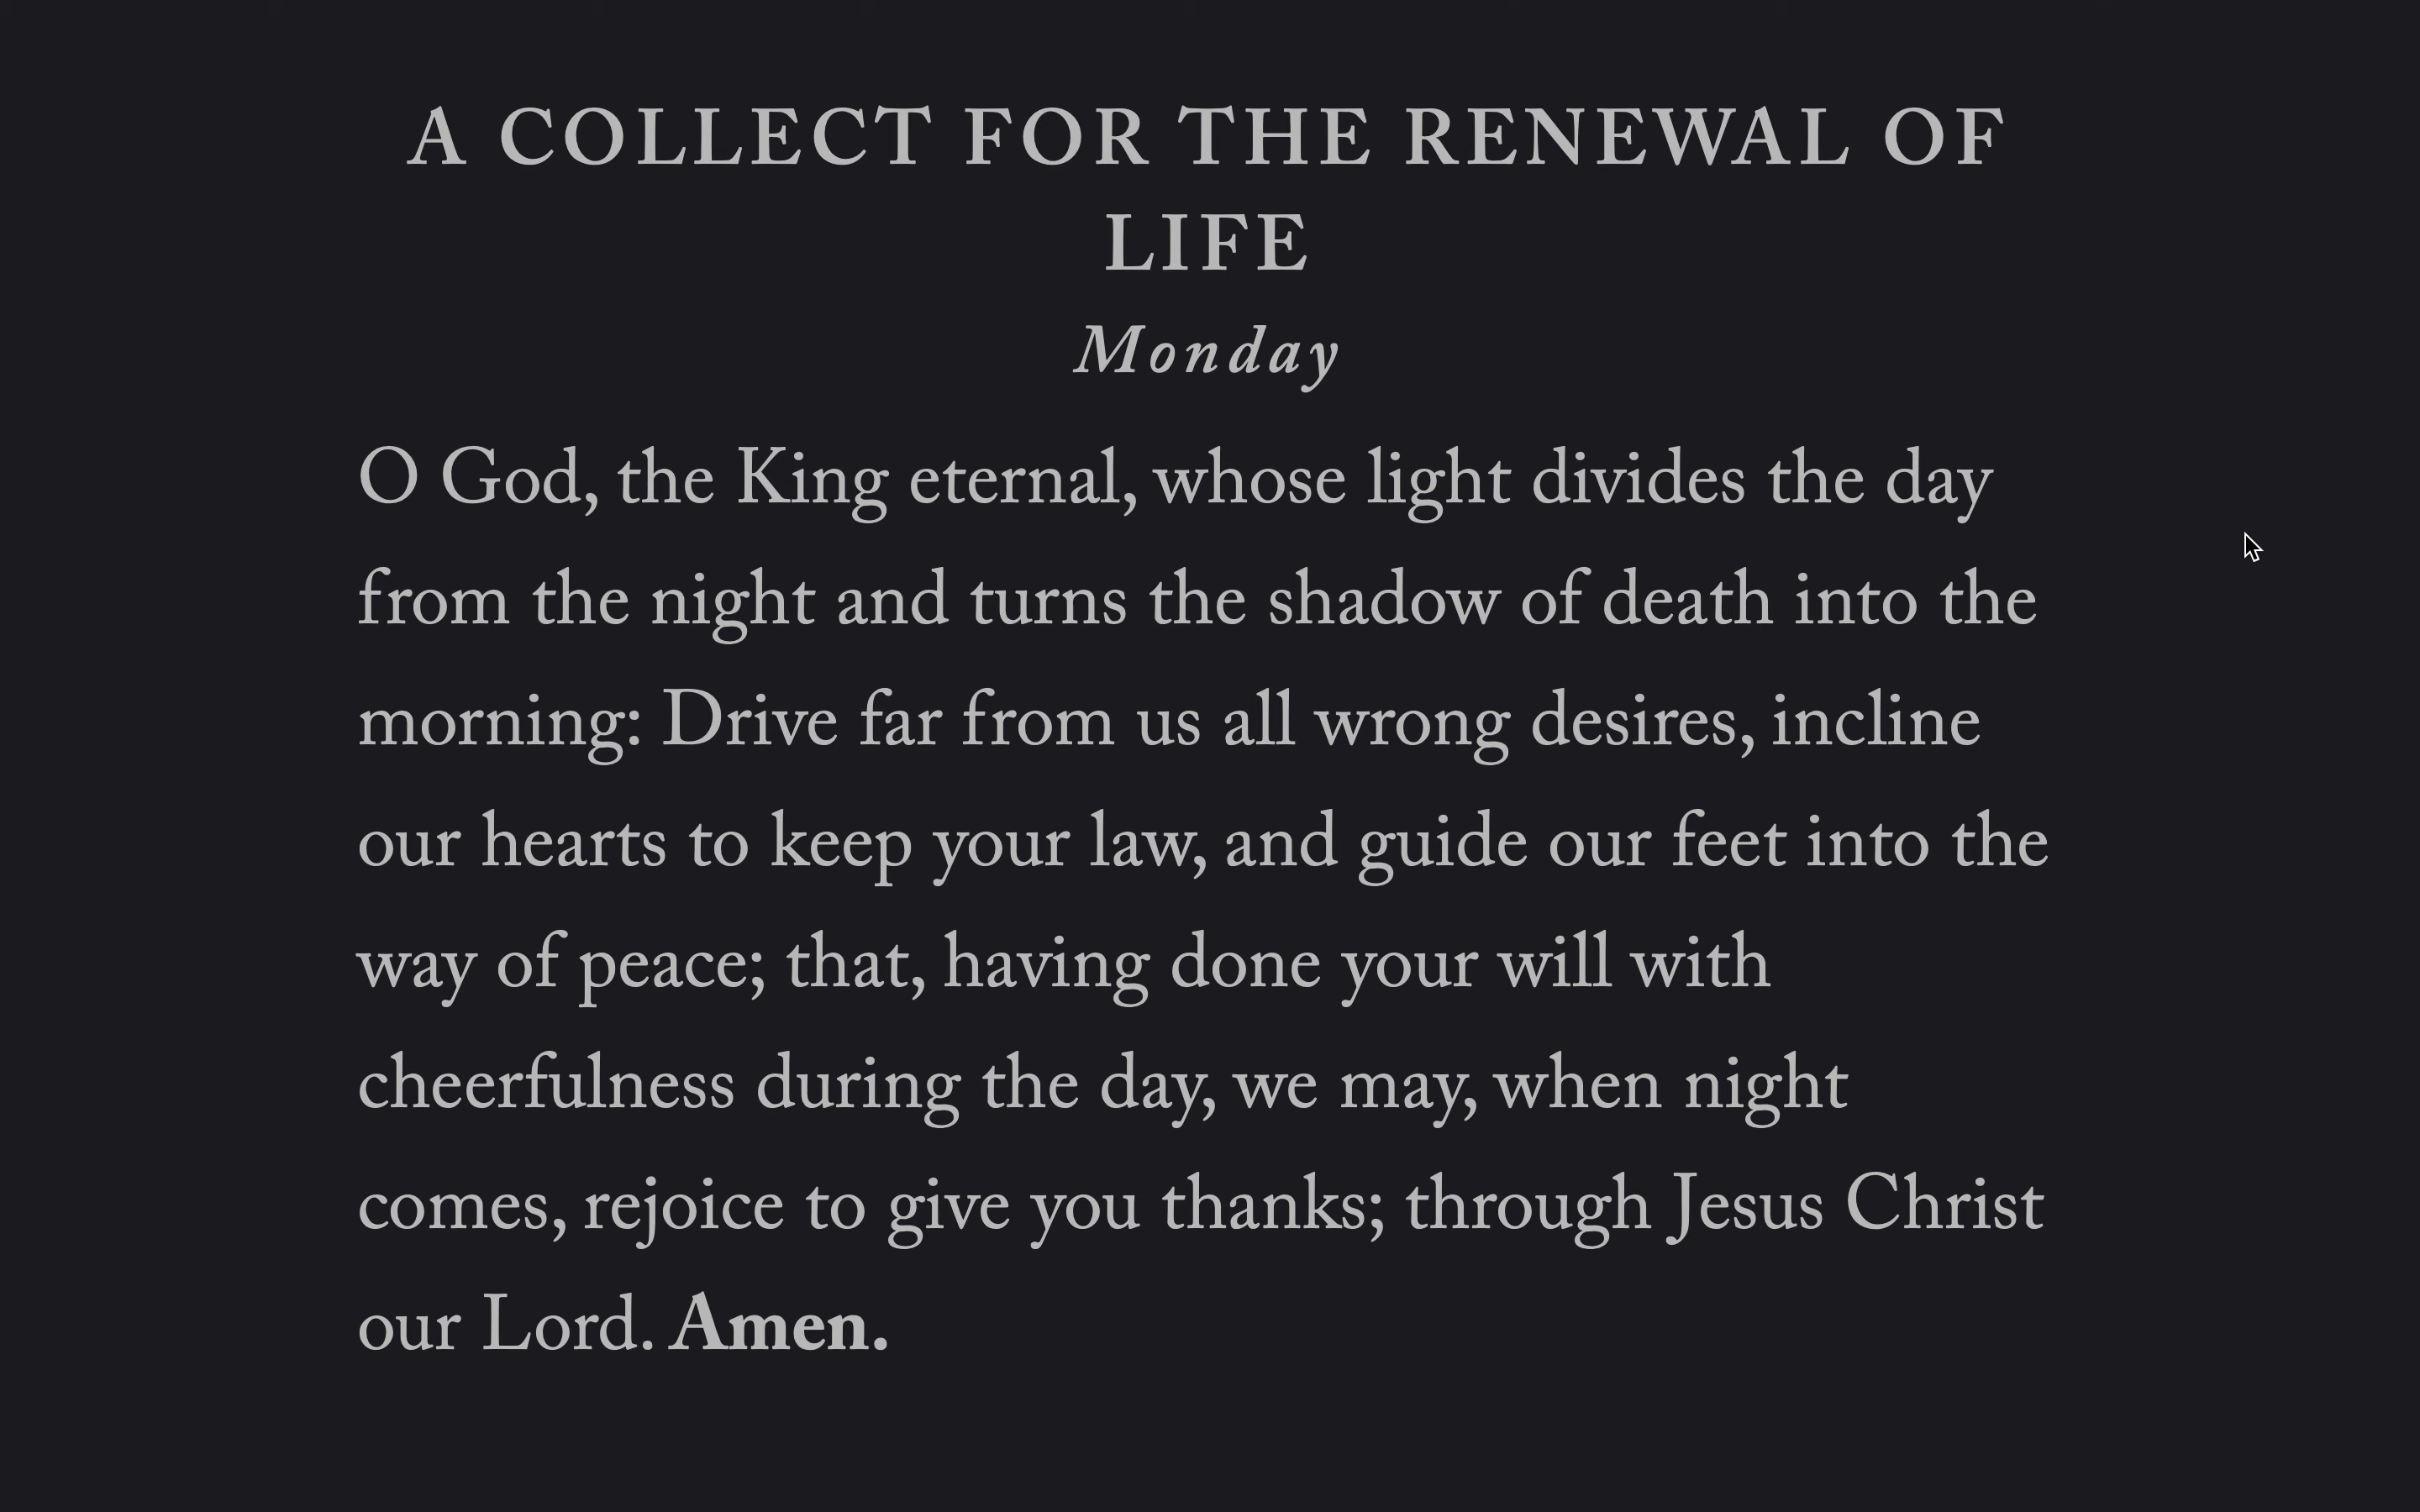 A COLLECT FOR THE RENEWAL OF
LIFE
Monday
O God, the King eternal, whose light divides the day
from the night and turns the shadow of death into the
morning: Drive far from us all wrong desires, incline
our hearts to keep your law, and guide our feet into the
way of peace; that, having done your will with
cheerfulness during the day, we may, when night
comes, rejoice to give you thanks; through Jesus Christ
our Lord. Amen.